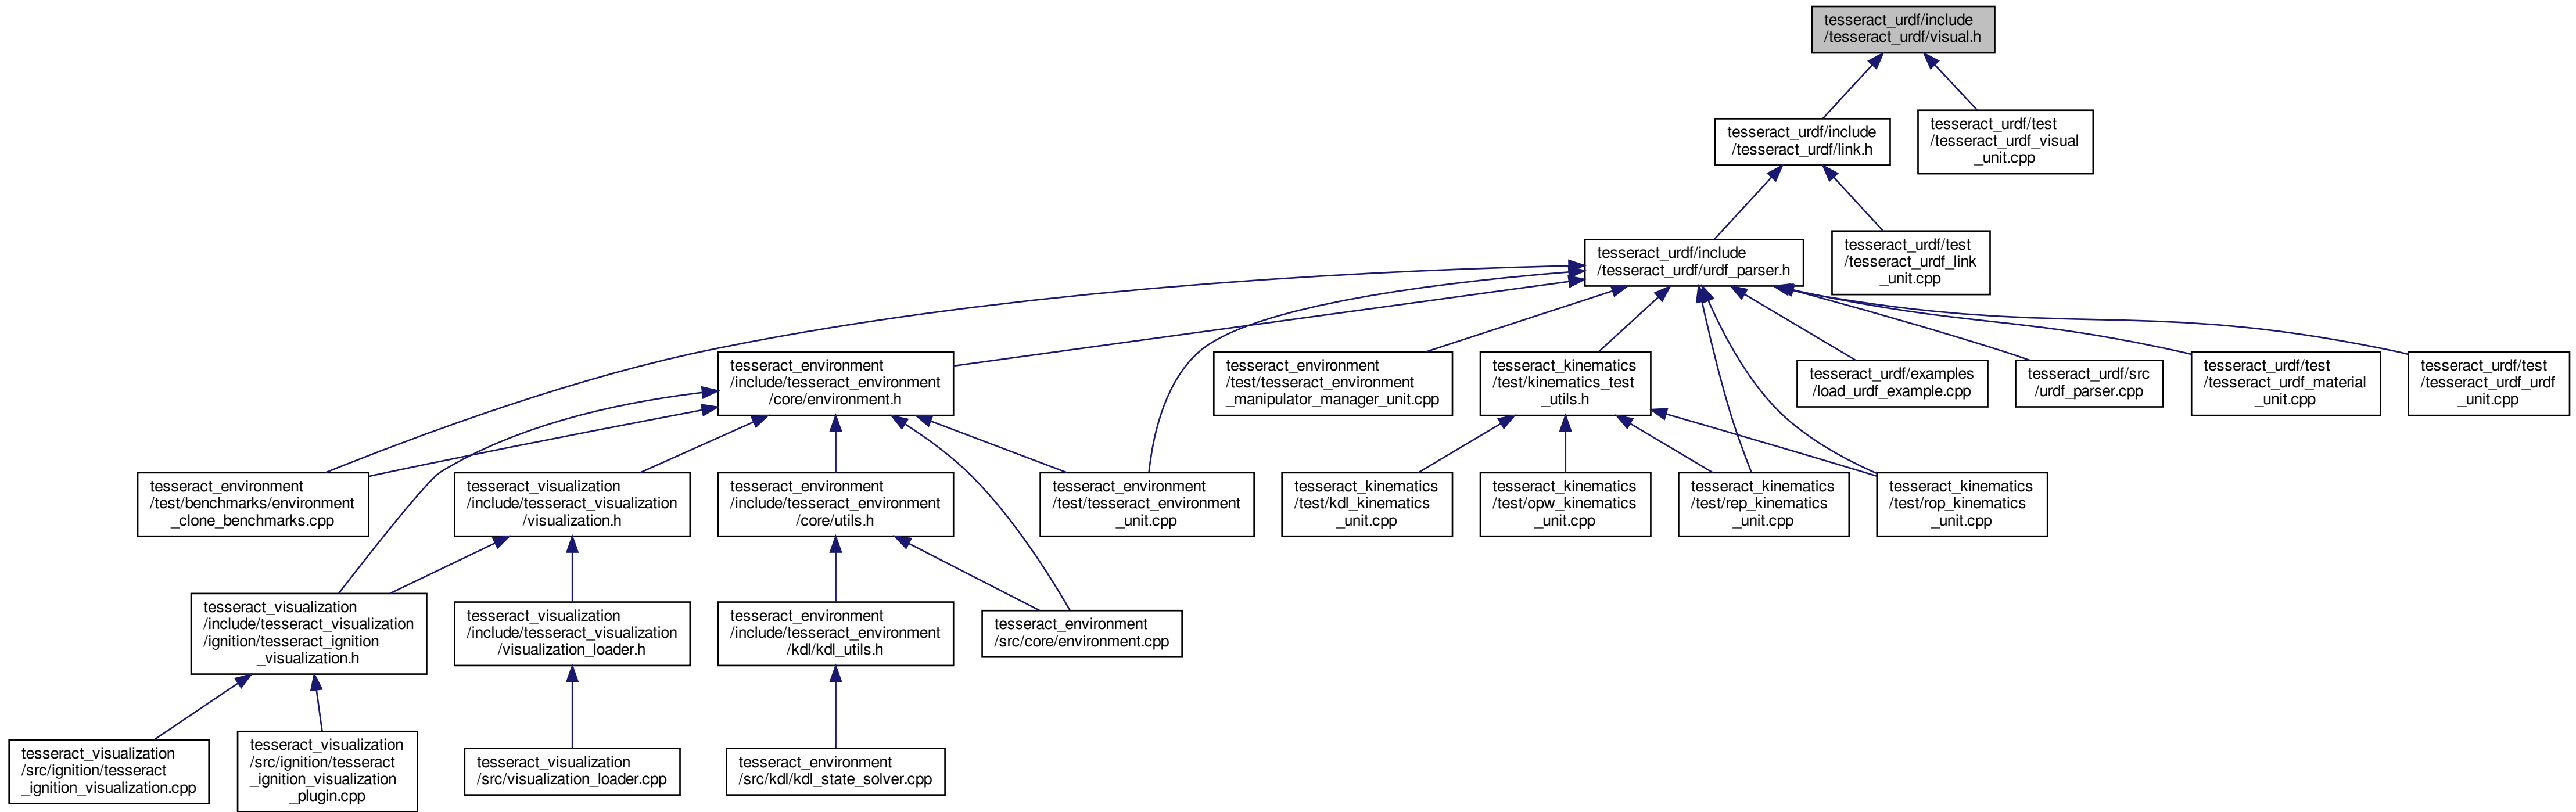 tesseract_urdf/include
/tesseract_urdf/visual.h
tesseract_urdf/include
/tesseract_urdf/link.h
tesseract_urdf/test
/tesseract_urdf_visual
_unit.cpp
tesseract_urdf/include
/tesseract_urdf/urdf_parser.h
tesseract_urdf/test
/tesseract_urdf_link
_unit.cpp
tesseract_environment
/include/tesseract_environment
/core/environment.h
tesseract_environment
/test/tesseract_environment
_manipulator_manager_unit.cpp
tesseract_kinematics
/test/kinematics_test
_utils.h
tesseract_urdf/examples
/load_urdf_example.cpp
tesseract_urdf/src
/urdf_parser.cpp
tesseract_urdf/test
/tesseract_urdf_material
_unit.cpp
tesseract_urdf/test
/tesseract_urdf_urdf
_unit.cpp
tesseract_environment
/test/benchmarks/environment
_clone_benchmarks.cpp
tesseract_visualization
/include/tesseract_visualization
/visualization.h
tesseract_environment
/include/tesseract_environment
/core/utils.h
tesseract_environment
/test/tesseract_environment
_unit.cpp
tesseract_kinematics
/test/kdl_kinematics
_unit.cpp
tesseract_kinematics
/test/opw_kinematics
_unit.cpp
tesseract_kinematics
/test/rep_kinematics
_unit.cpp
tesseract_kinematics
/test/rop_kinematics
_unit.cpp
tesseract_visualization
/include/tesseract_visualization
/ignition/tesseract_ignition
_visualization.h
tesseract_visualization
/include/tesseract_visualization
/visualization_loader.h
tesseract_environment
/include/tesseract_environment
/kdl/kdl_utils.h
tesseract_environment
/src/core/environment.cpp
tesseract_visualization
/src/ignition/tesseract
_ignition_visualization.cpp
tesseract_visualization
/src/ignition/tesseract
_ignition_visualization
_plugin.cpp
tesseract_visualization
/src/visualization_loader.cpp
tesseract_environment
/src/kdl/kdl_state_solver.cpp